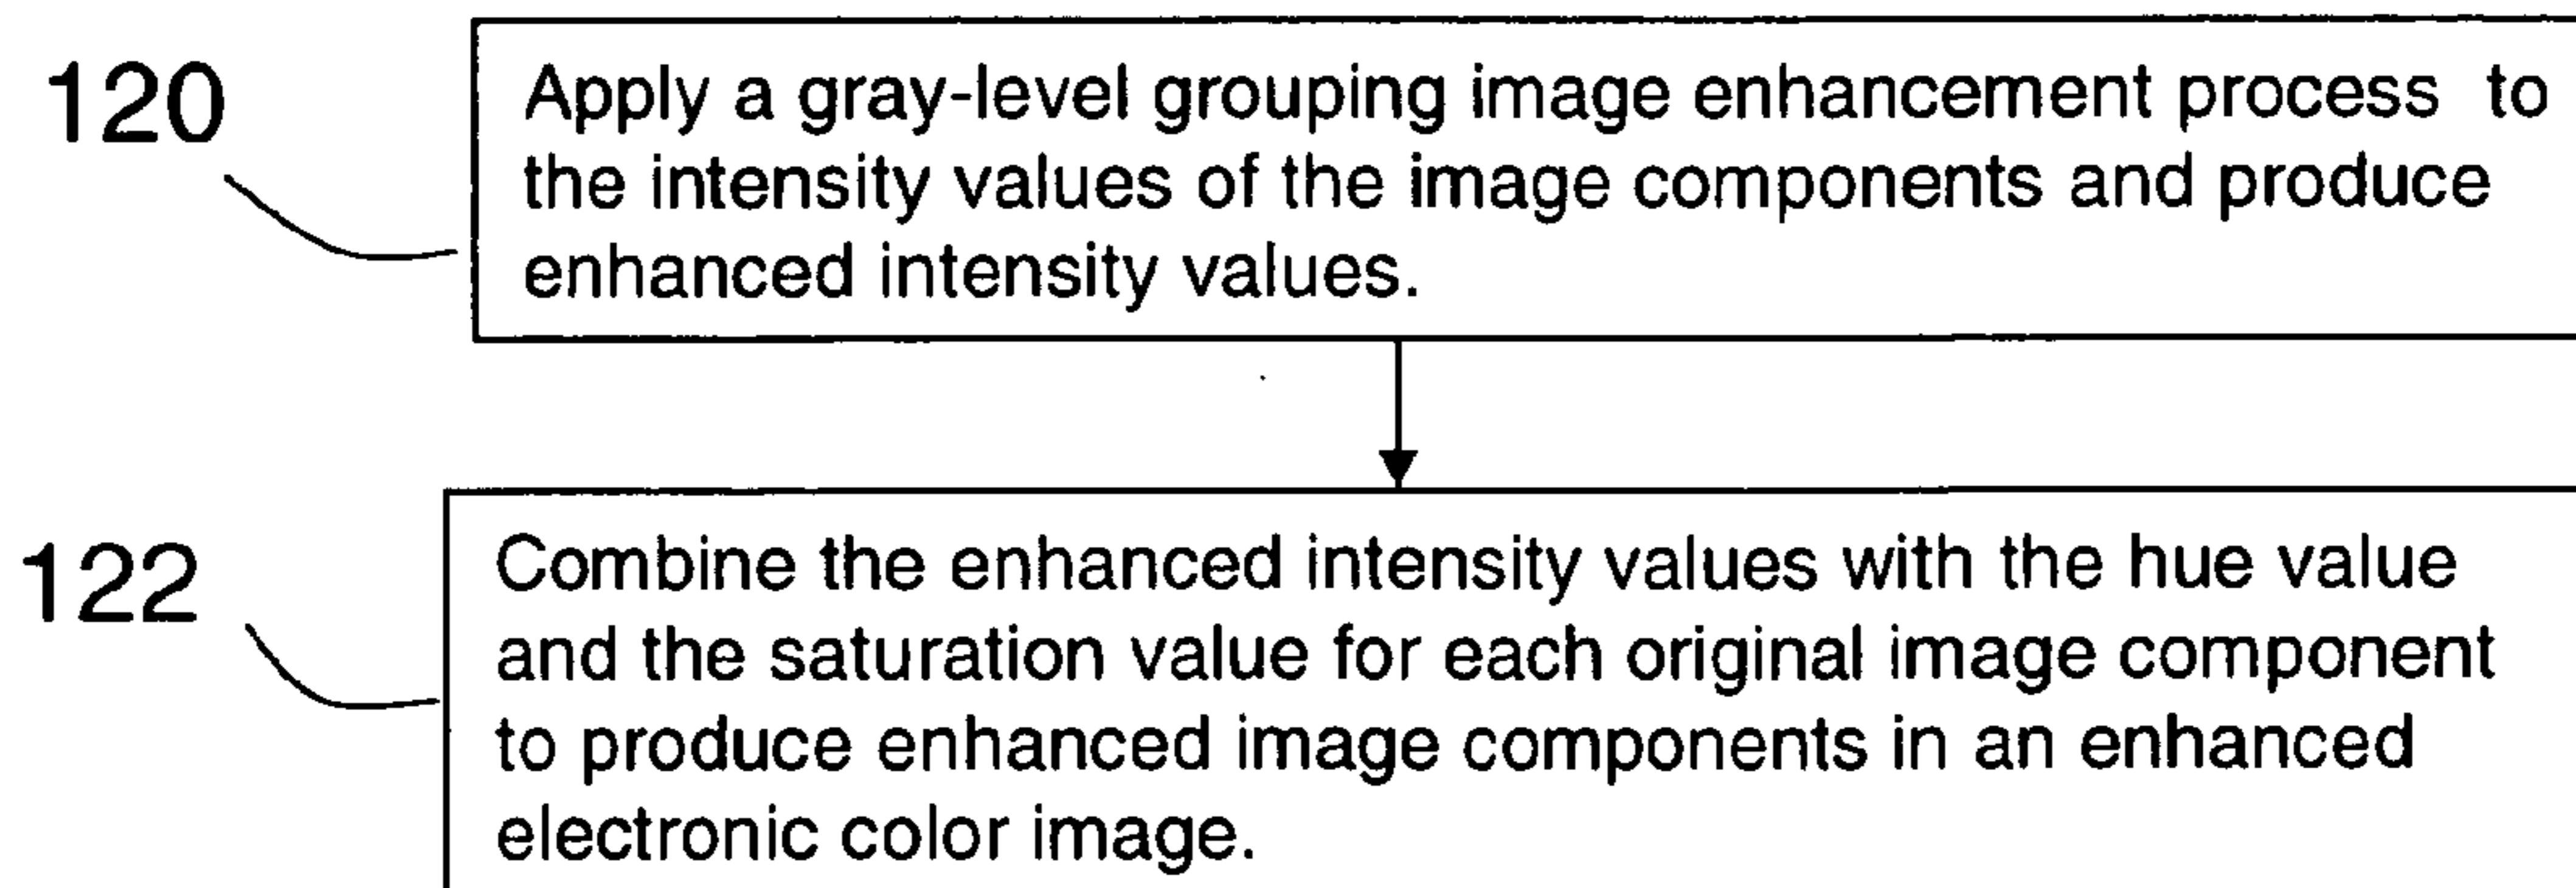 120
Apply a gray-level grouping image enhancement process to
the intensity values of the image components and produce
enhanced intensity values.
122
Combine the enhanced intensity values with the hue value
and the saturation value for each original image component
to produce enhanced image components in an enhanced
electronic color image.